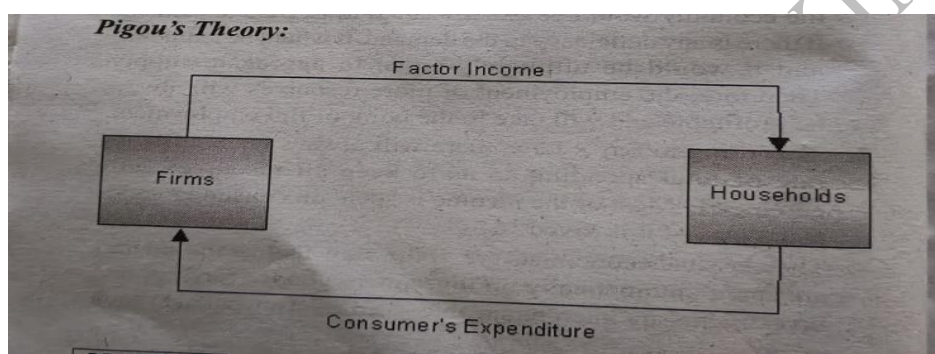 Pigou's Theory:
Factor Income
Firms
Households
Consumer's Expenditure